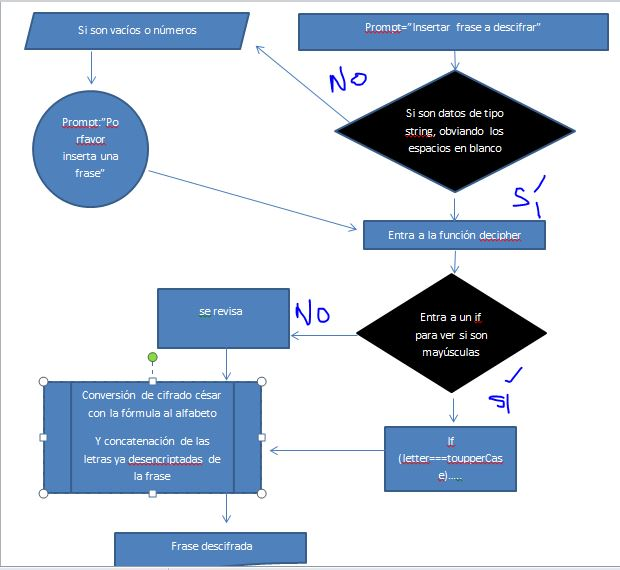 Si son vacíos o números
Prompt="Insertar frase a descifrar"
NO
Si son datos de tipo
string, obviando los
espacios en blanco
Prompt:"Po
rfavor
inserta una
frase"
SÍ
Entra a la función decipher
Entra a un if
para ver si son
mayúsculas
se revisa
NO
SÍ
Conversión de cifrado césar
con la fórmula al alfabeto
Y concatenación de las
letras ya desencriptadas de
la frase
If
(letter===toupperCas
e).....
Frase descifrada